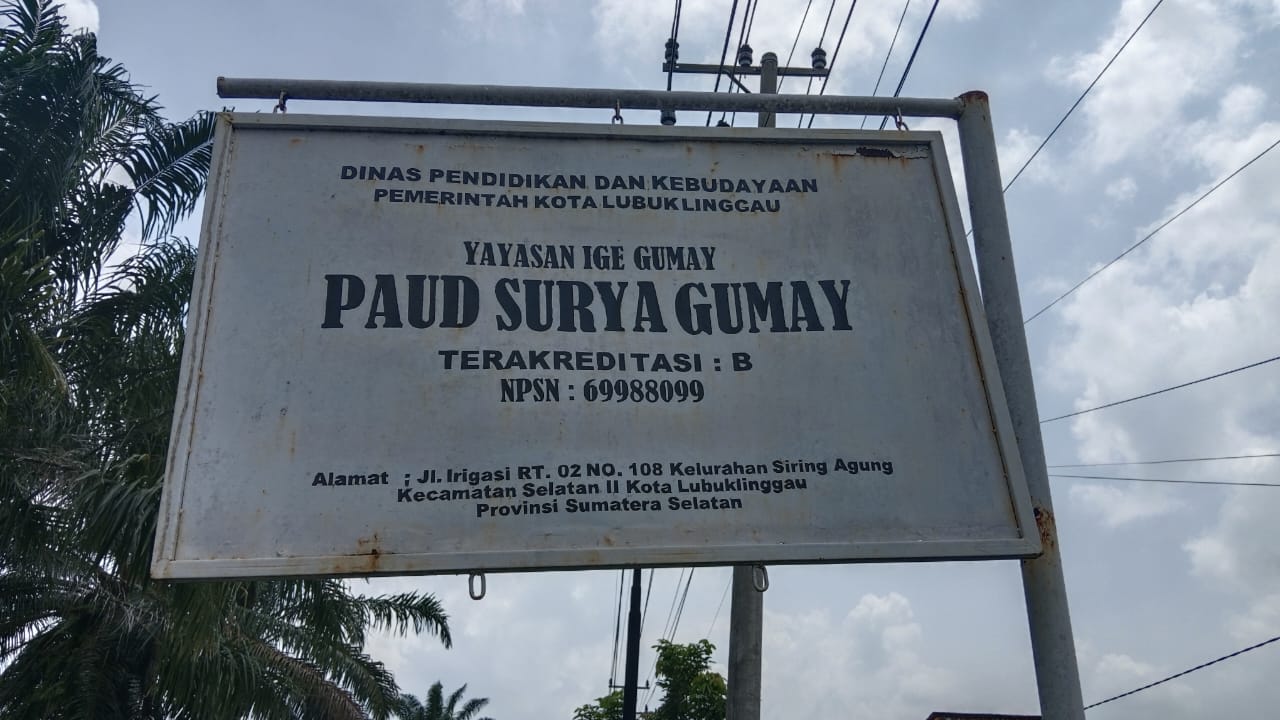 DINAS PENDIDIKAN DAN KEBUDAYAAN
PEMERINTAH KOTA LUBUKLINGGAU
YAYASAN IGE GUMAY
PAUD SURYA GUMAY
TERAKREDITASI : B
NPSN : 69988099
Alamat ; Jl. Irigasi RT. 02 NO. 108 Kelurahan Siring Agung
Kecamatan Selatan II Kota Lubuklinggau
Provinsi Sumatera Selatan